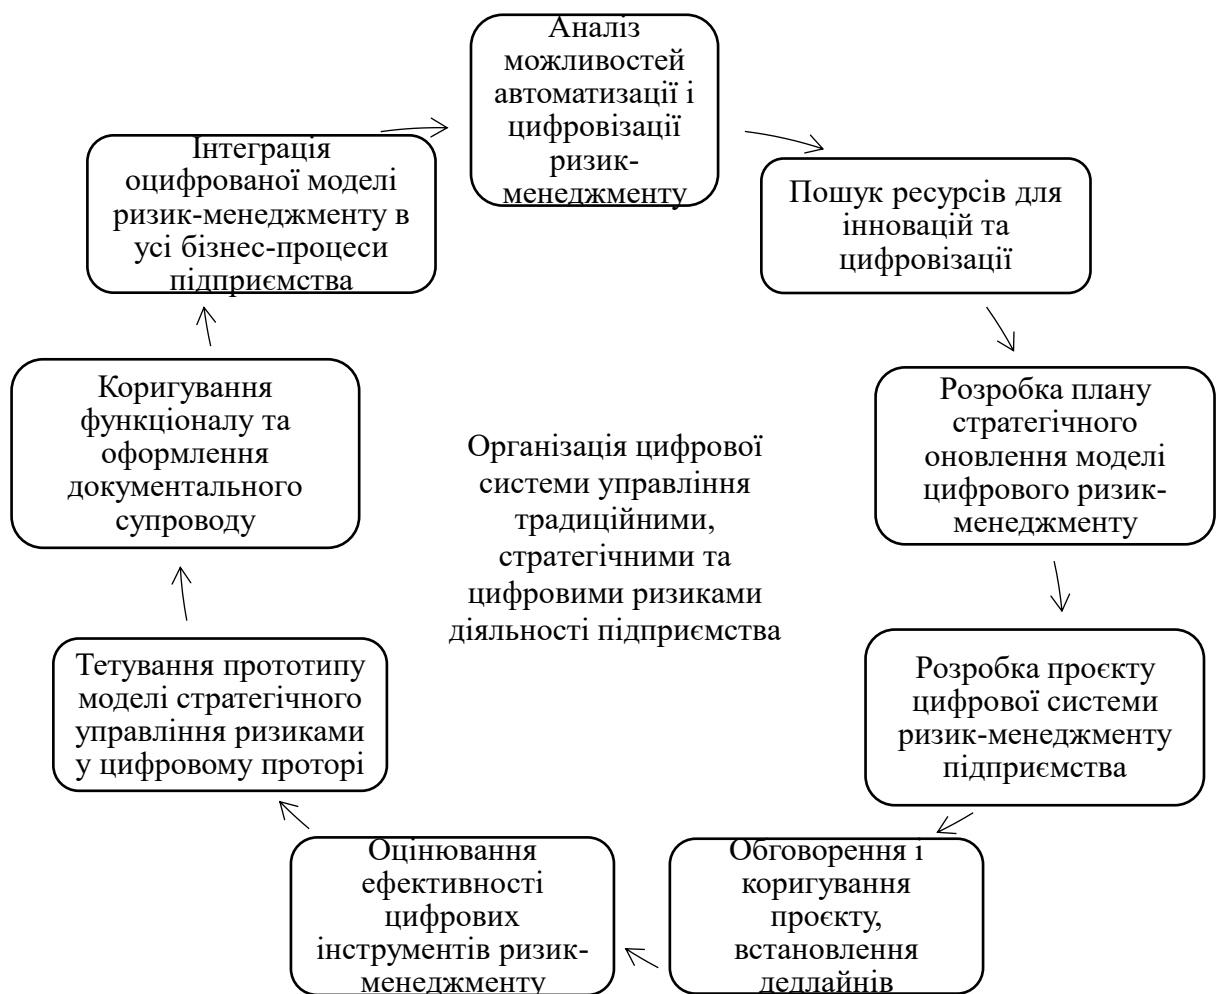 Аналіз
можливостей
автоматизації і
цифровізації
ризик-
менеджменту
Пошук ресурсів для
інновацій та
цифровізації
Розробка плану
стратегічного
оновлення моделі
цифрового ризик-
менеджменту
Розробка проєкту
цифрової системи
ризик-менеджменту
підприємства
Обговорення і
коригування
проєкту,
встановлення
дедлайнів
Оцінювання
ефективності
цифрових
інструментів ризик-
менеджменту
Тетування прототипу
моделі стратегічного
управління ризиками
у цифровому проторі
Коригування
функціоналу та
оформлення
документального
супроводу
Інтеграція
оцифрованої моделі
ризик-менеджменту в
усі бізнес-процеси
підприємства
Організація цифрової
системи управління
традиційними,
стратегічними та
цифровими ризиками
діяльності підприємства